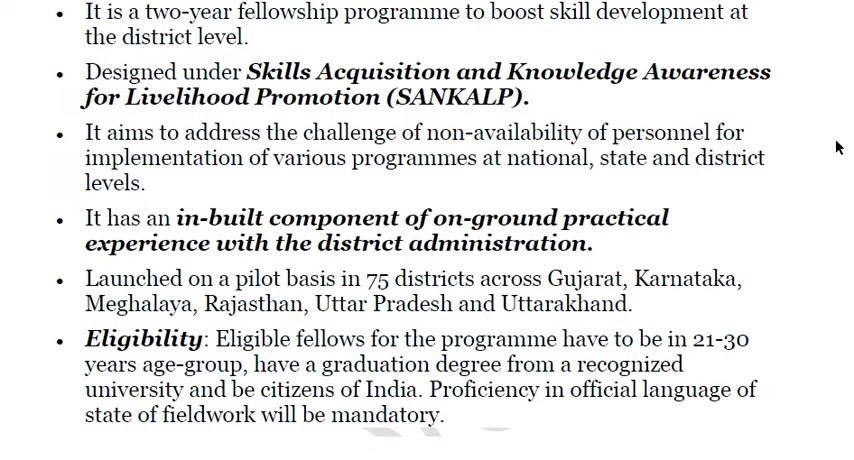 • It is a two-year fellowship programme to boost skill development at
the district level.
• Designed under Skills Acquisition and Knowledge Awareness
for Livelihood Promotion (SANKALP).
• It aims to address the challenge of non-availability of personnel for
implementation of various programmes at national, state and district
levels.
• It has an in-built component of on-ground practical
experience with the district administration.
• Launched on a pilot basis in 75 districts across Gujarat, Karnataka,
Meghalaya, Rajasthan, Uttar Pradesh and Uttarakhand.
• Eligibility: Eligible fellows for the programme have to be in 21-30
years age-group, have a graduation degree from a recognized
university and be citizens of India. Proficiency in official language of
state of fieldwork will be mandatory.